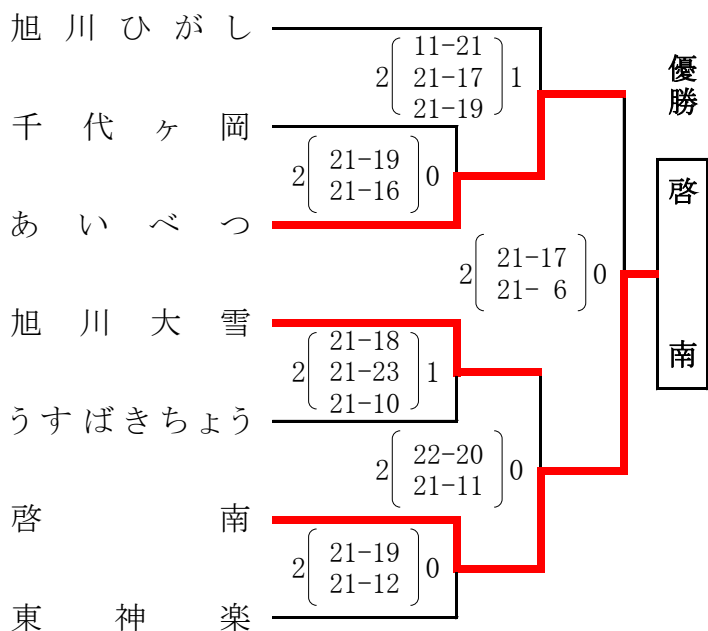 旭川ひがし
11-21
2 21-17 1
21-19
優勝
千代ヶ岡
2 21-19 0
21-16
啓南
あいべつ
2 21-17 0
21- 6
旭川大雪
21-18
2 21-23 1
21-10
うすばきちょう
2 22-20 0
21-11
啓南
2 21-19 0
21-12
東神楽